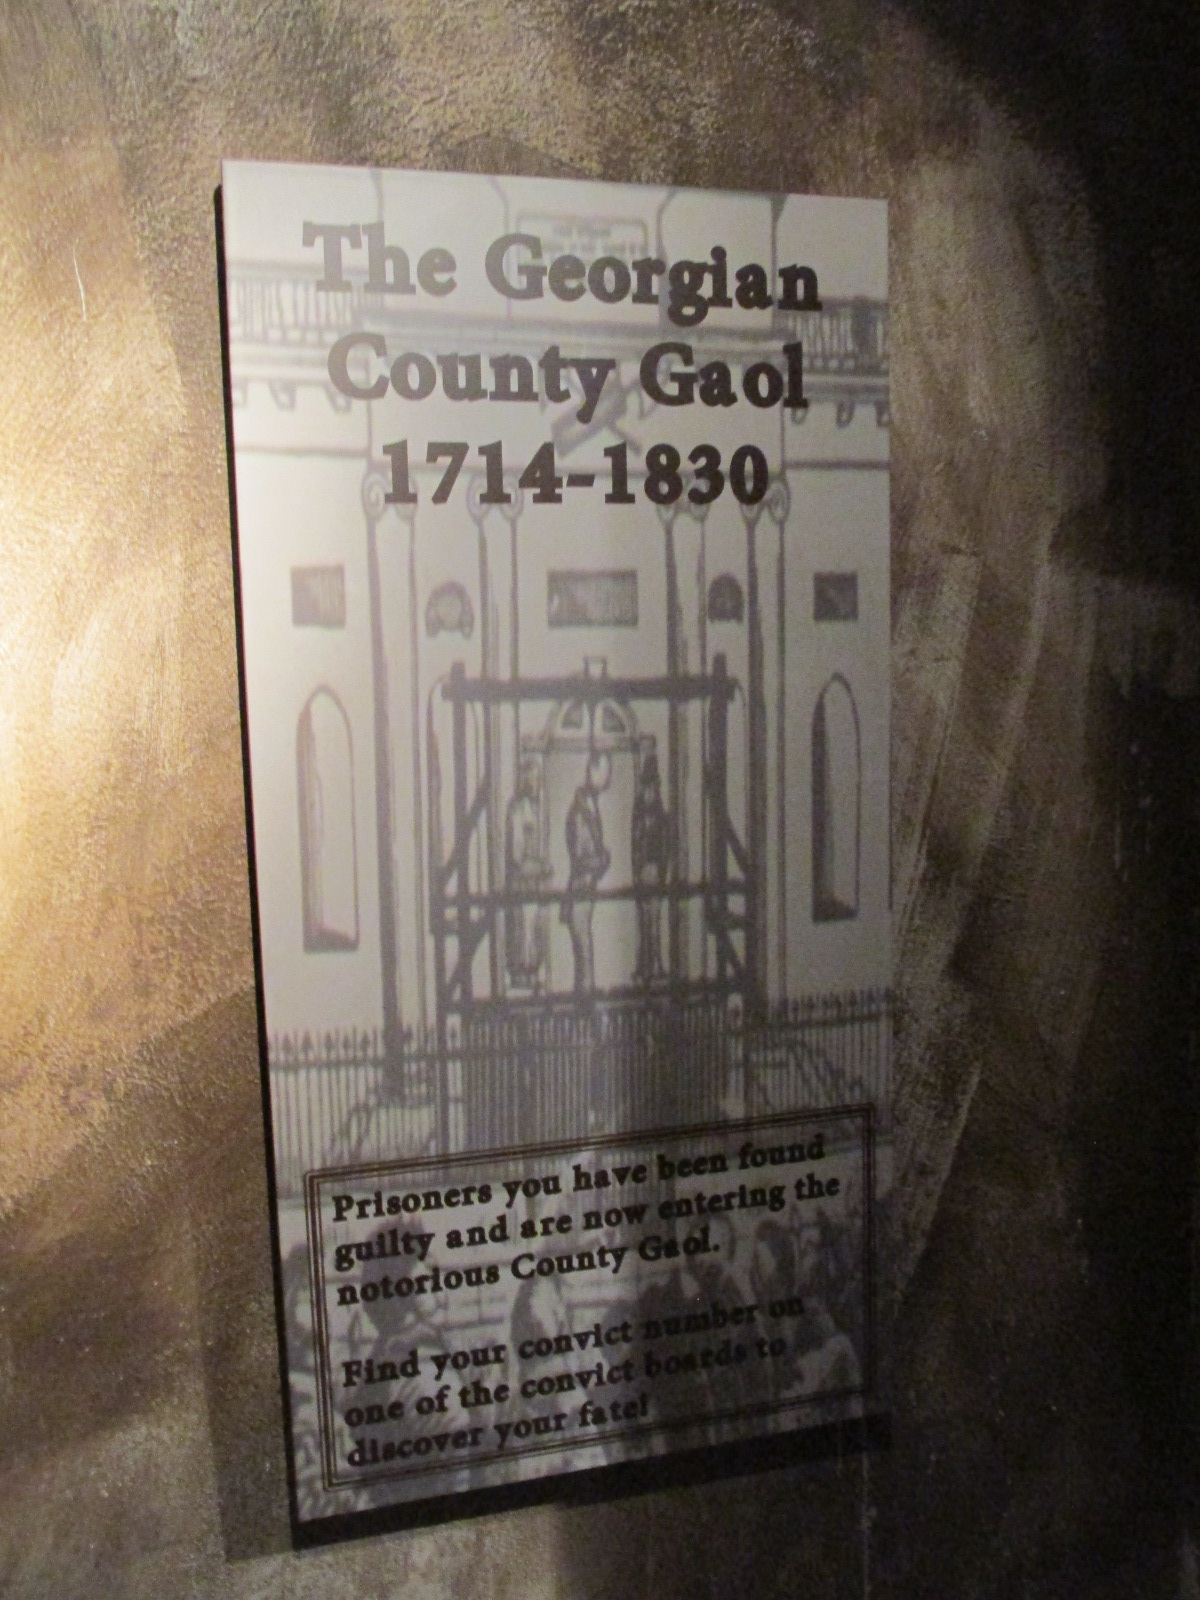 The Georgian
County Gaol
1714-1830
Prisoners you have been found
guilty and are now entering the
notorious County Gaol.
Find your convict number on
one of the convict boards to
discover your fate!